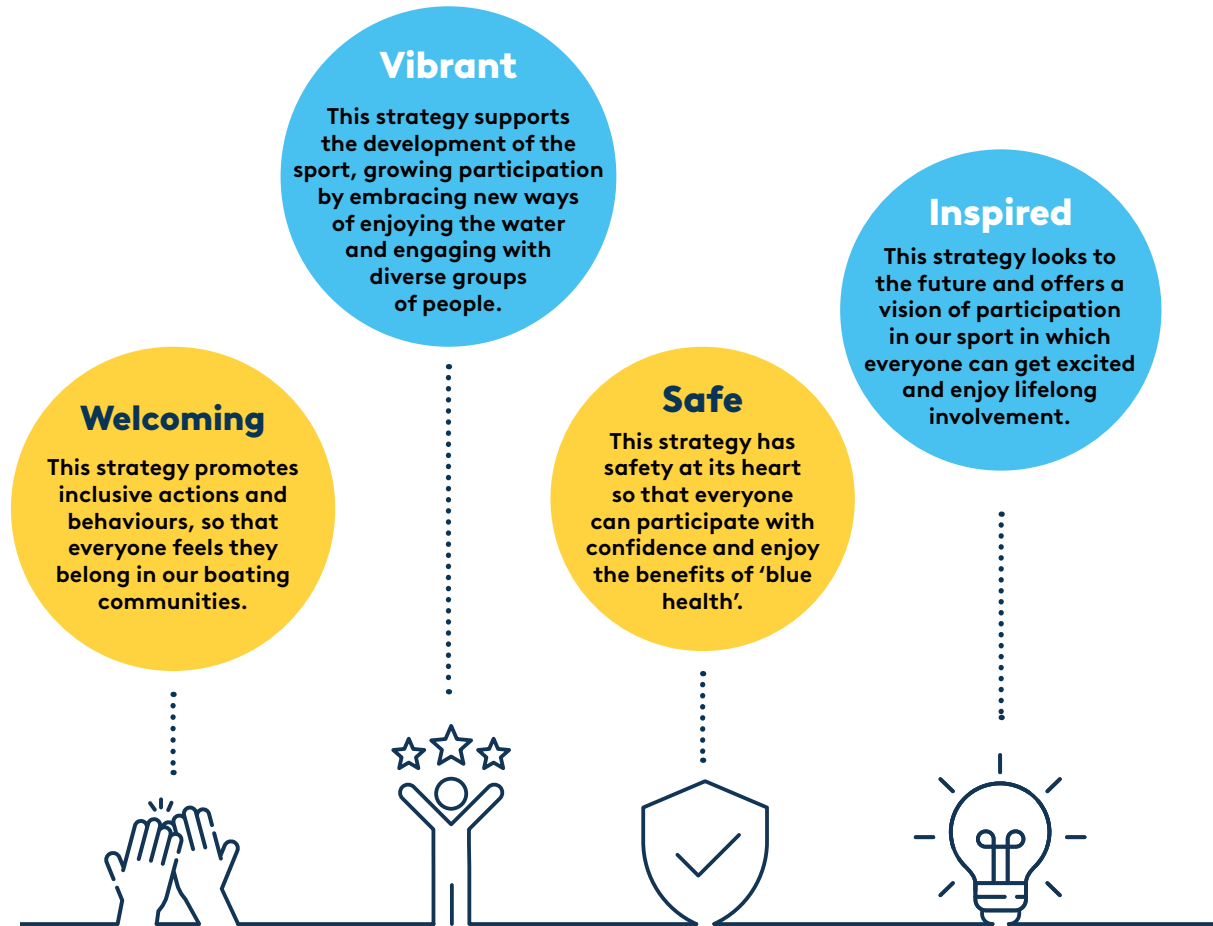 Vibrant
This strategy supports
the development of the
sport, growing participation
by embracing new ways
of enjoying the water
and engaging with
diverse groups
of people.
Inspired
This strategy looks to
the future and offers a
vision of participation
in our sport in which
everyone can get excited
and enjoy lifelong
involvement.
Welcoming
This strategy promotes
inclusive actions and
behaviours, so that
everyone feels they
belong in our boating
communities.
Safe
This strategy has
safety at its heart
so that everyone
can participate with
confidence and enjoy
the benefits of ‘blue
health’.